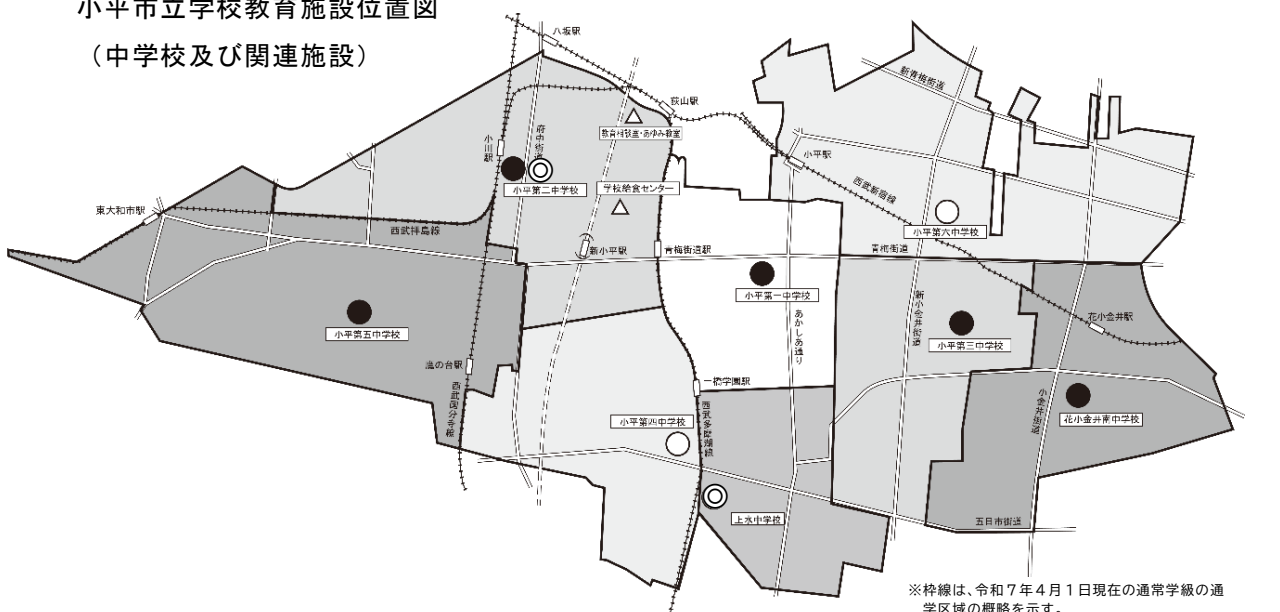 小平市立学校教育施設位置図
（中学校及び関連施設）
八坂駅
萩山駅
新青梅街道
教育相談室・あゆみ教室
小川駅
府中街道
小平駅
小平第二中学校
学校給食センター
西武新宿線
東大和市駅
小平第六中学校
西武拝島線
新小平駅
青梅街道駅
青梅街道
小平第一中学校
小平第五中学校
あかしあ通り
新小金井街道
小平第三中学校
花小金井駅
鷹の台駅
一橋学園駅
西武国分寺線
小平第四中学校
西武多摩湖線
小金井街道
花小金井南中学校
上水中学校
五日市街道
※枠線は、令和７年４月１日現在の通常学級の通
学区域の概略を示す。